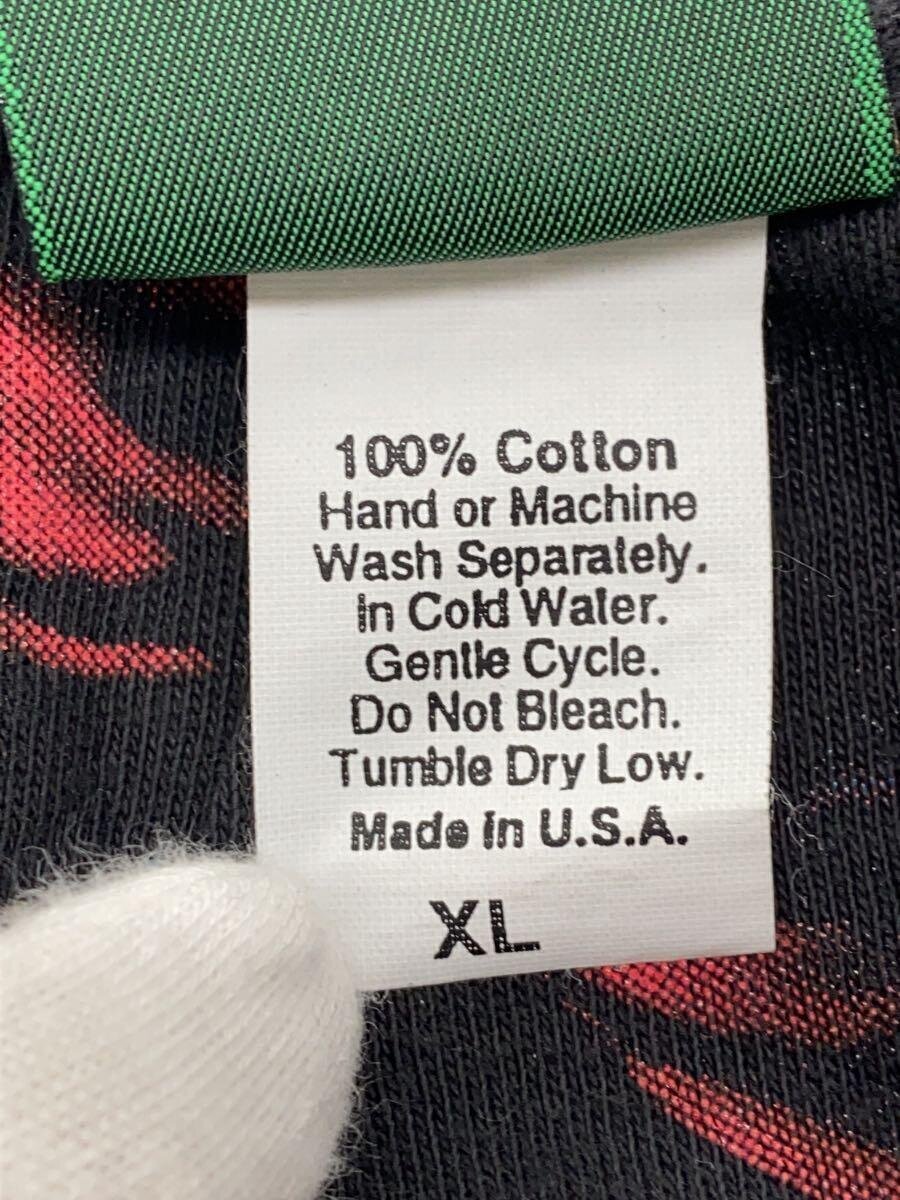 100% Cotton
Hand or Machine
Wash Separately.
in Cold Water.
Gentle Cycle.
Do Not Bleach.
Tumble Dry Low.
Made in U.S.A.
XL